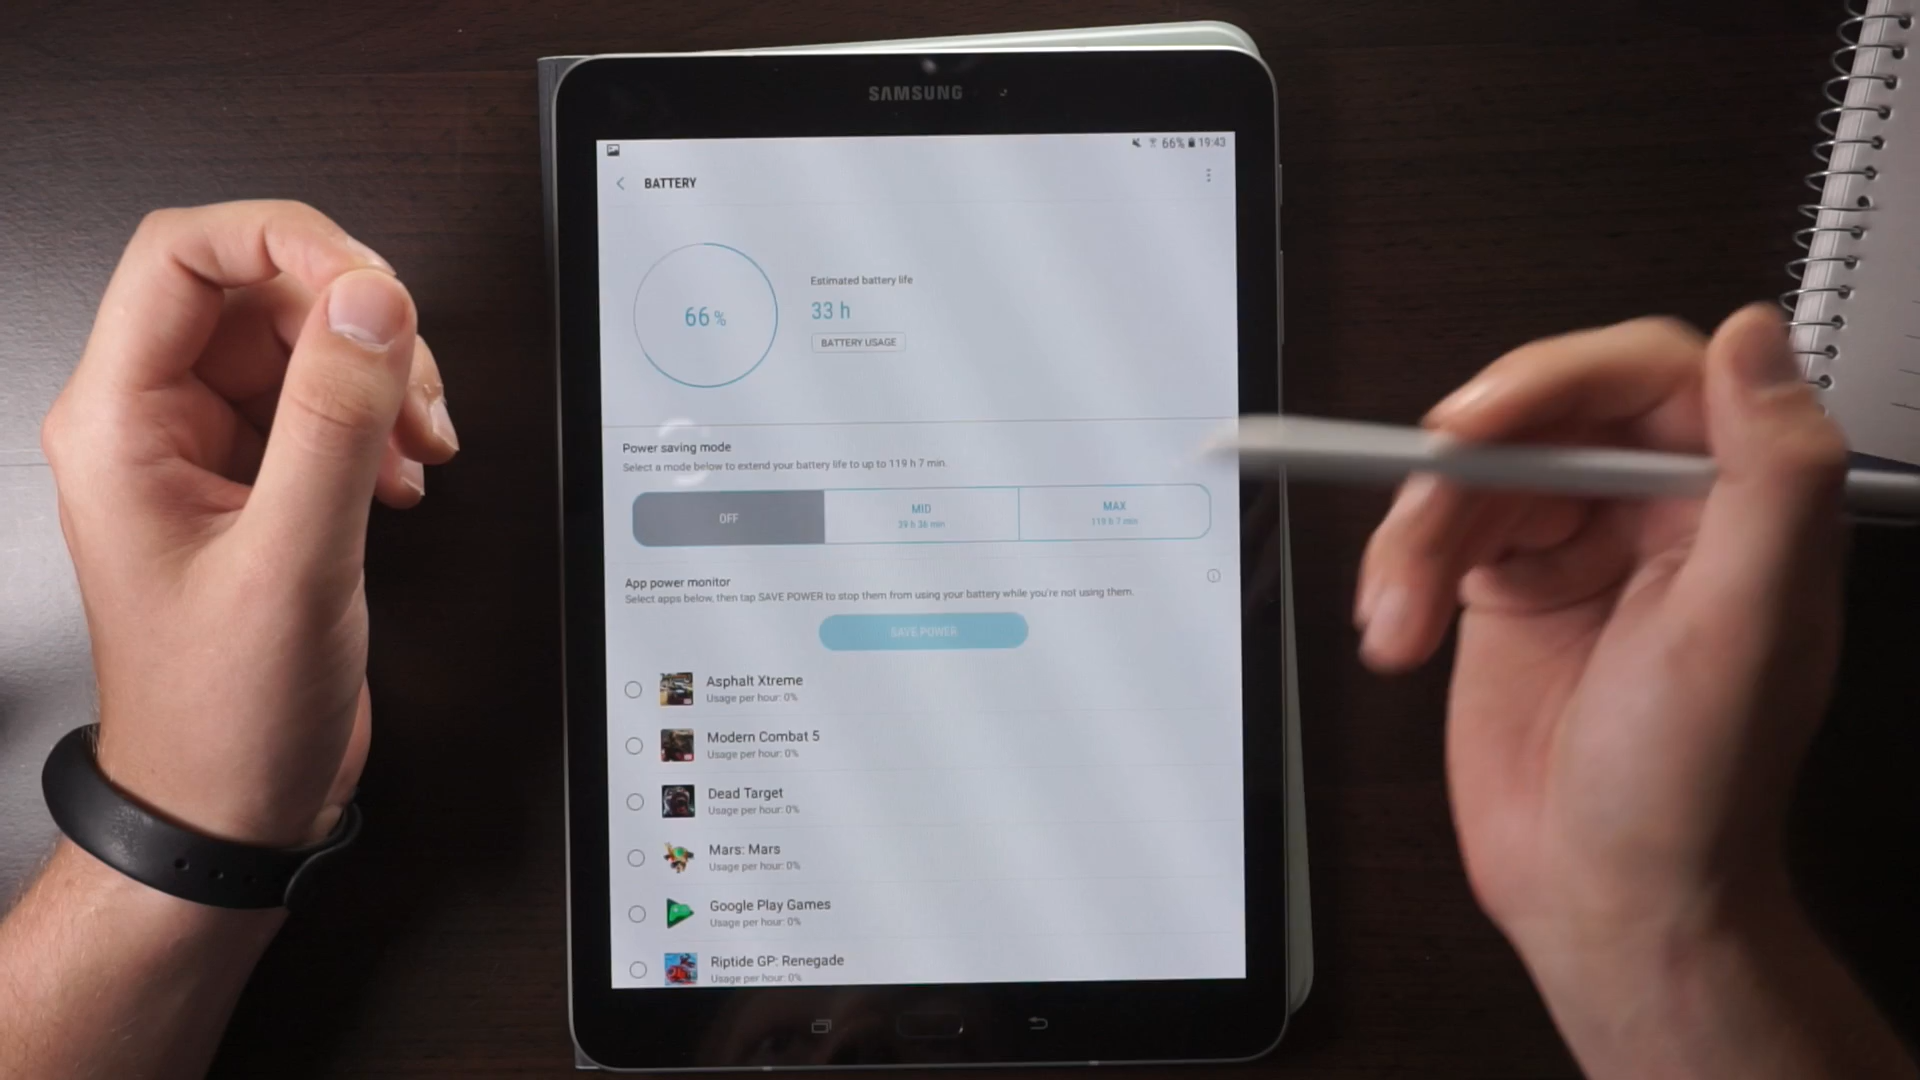 SAMSUNG
66% 19:43
BATTERY
66%
Estimated battery life
33 h
BATTERY USAGE
Power saving mode
Select a mode below to extend your battery life to up to 119 h 7 min.
OFF
MID
39 h 36 min
MAX
119 h 7 min
App power monitor
Select apps below, then tap SAVE POWER to stop them from using your battery while you're not using them.
SAVE POWER
Asphalt Xtreme
Usage per hour: 0%
Modern Combat 5
Usage per hour: 0%
Dead Target
Usage per hour: 0%
Mars: Mars
Usage per hour: 0%
Google Play Games
Usage per hour: 0%
Riptide GP: Renegade
Usage per hour: 0%